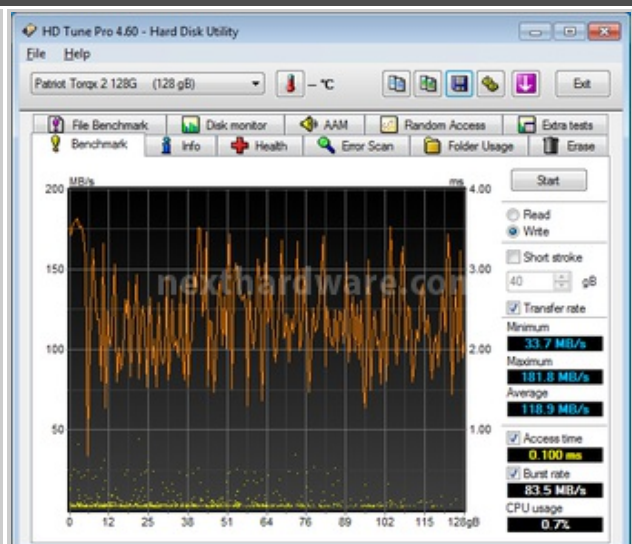 HD Tune Pro 4.60 - Hard Disk Utility
File Help
Patriot Torqx 2 128G (128 gB)
– °C
Exit
File Benchmark Disk monitor AAM Random Access Extra tests
Benchmark Info Health Error Scan Folder Usage Erase
MB/s ms
200 4.00
150 3.00
100 2.00
50 1.00
0 12 25 38 51 64 76 89 102 115 128gB
nexthardware.com
Start
Read
Write
Short stroke
40 gB
Transfer rate
Minimum
33.7 MB/s
Maximum
181.8 MB/s
Average
118.9 MB/s
Access time
0.100 ms
Burst rate
83.5 MB/s
CPU usage
0.7%